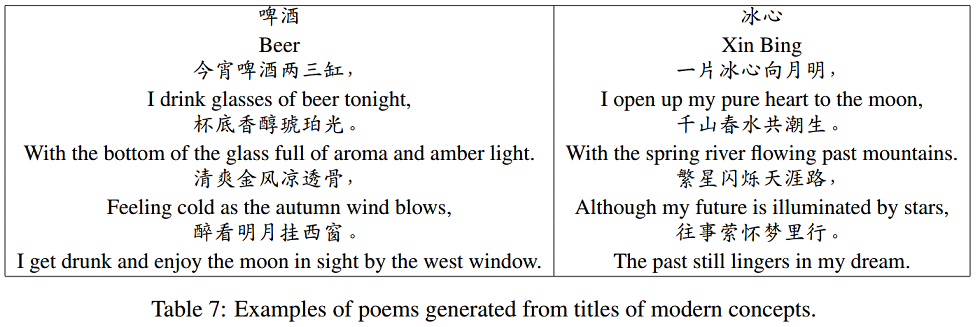 啤酒
Beer
今宵啤酒两三缸，
I drink glasses of beer tonight,
杯底香醇琥珀光。
With the bottom of the glass full of aroma and amber light.
清爽金风凉透骨，
Feeling cold as the autumn wind blows,
醉看明月挂西窗。
I get drunk and enjoy the moon in sight by the west window.
冰心
Xin Bing
一片冰心向月明，
I open up my pure heart to the moon,
千山春水共潮生。
With the spring river flowing past mountains.
繁星闪烁天涯路，
Although my future is illuminated by stars,
往事萦怀梦里行。
The past still lingers in my dream.
Table 7: Examples of poems generated from titles of modern concepts.